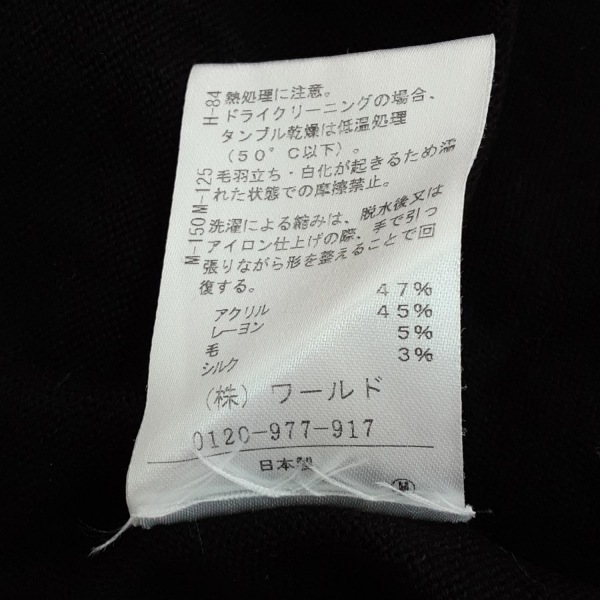 H-84 熱処理に注意。
ドライクリーニングの場合、
タンブル乾燥は低温処理
（50°C以下）。
M-125 毛羽立ち・白化が起きるため濡
れた状態での摩擦禁止。
M-150 洗濯による縮みは、脱水後又は
アイロン仕上げの際、手で引っ
張りながら形を整えることで回
復する。
アクリル 47%
レーヨン 45%
毛 5%
シルク 3%
（株）ワールド
0120-977-917
日本製
M